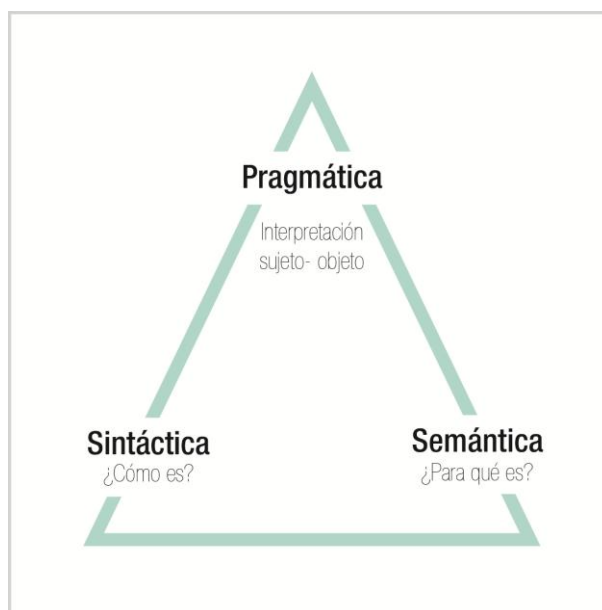 Pragmática
Interpretación
sujeto- objeto
Sintáctica
¿Cómo es?
Semántica
¿Para qué es?